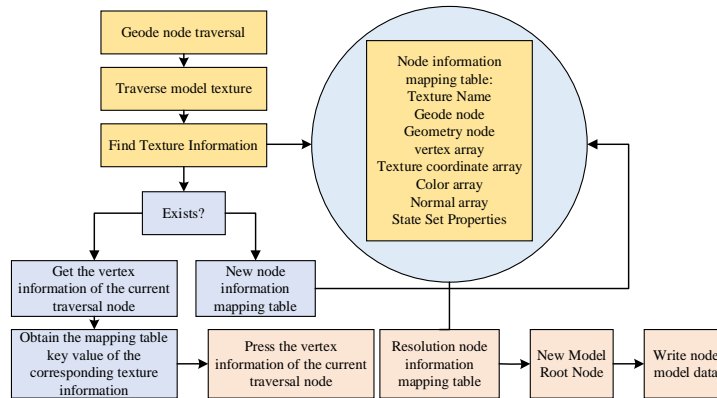 Geode node traversal
Traverse model texture
Find Texture Information
Node information
mapping table:
Texture Name
Geode node
Geometry node
vertex array
Texture coordinate array
Color array
Normal array
State Set Properties
Exists?
Get the vertex
information of the current
traversal node
New node
information
mapping table
Obtain the mapping table
key value of the
corresponding texture
information
Press the vertex
information of the current
traversal node
Resolution node
information
mapping table
New Model
Root Node
Write node
model data